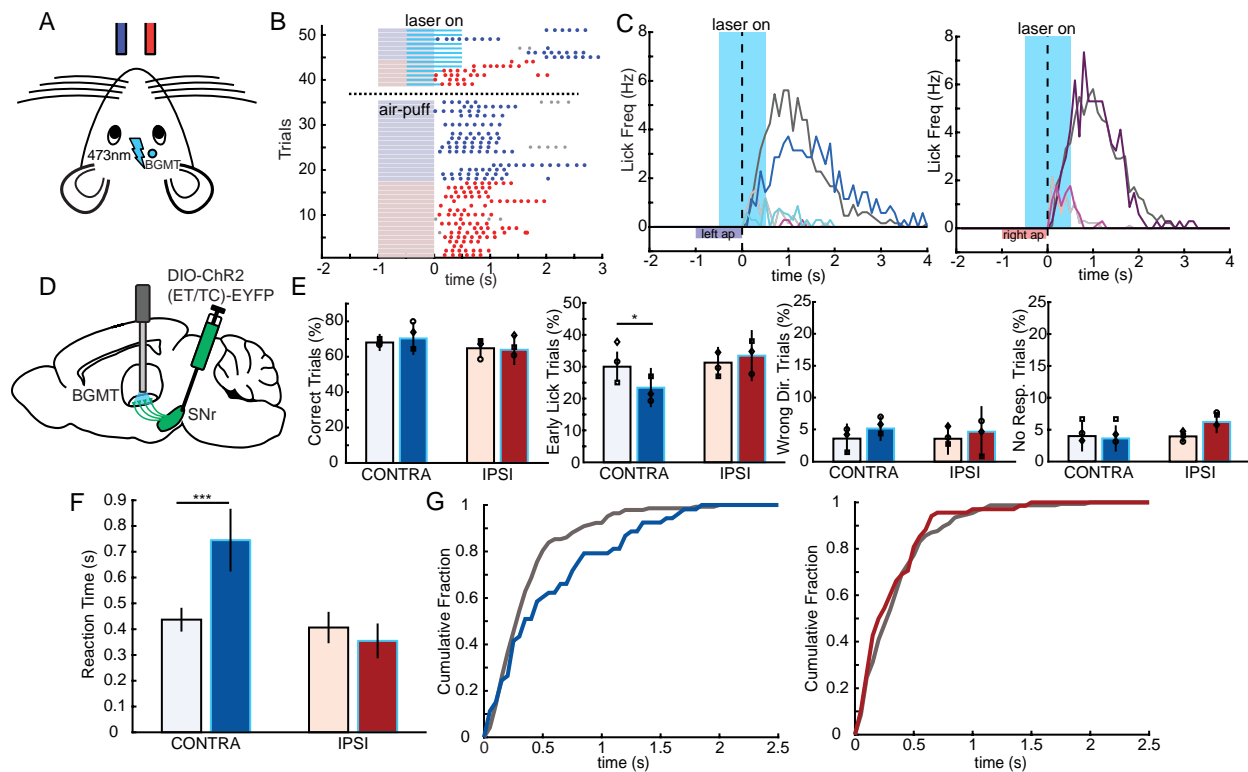 A
473nm
BGMT
B
laser on
air-puff
Trials
50
40
30
20
10
-2
-1
0
1
2
3
time (s)
C
laser on
Lick Freq (Hz)
8
6
4
2
0
left ap
-2
-1
0
1
2
3
4
time (s)
laser on
Lick Freq (Hz)
8
6
4
2
0
right ap
-2
-1
0
1
2
3
4
time (s)
D
DIO-ChR2
(ET/TC)-EYFP
BGMT
SNr
E
Correct Trials (%)
80
60
40
20
0
CONTRA
IPSI
Early Lick Trials (%)
50
40
30
20
10
0
*
CONTRA
IPSI
Wrong Dir. Trials (%)
25
20
15
10
5
0
CONTRA
IPSI
No Resp. Trials (%)
25
20
15
10
5
0
CONTRA
IPSI
F
Reaction Time (s)
0.9
0.8
0.7
0.6
0.5
0.4
0.3
0.2
0.1
0
***
CONTRA
IPSI
G
Cumulative Fraction
1
0.8
0.6
0.4
0.2
0
0
0.5
1
1.5
2
2.5
time (s)
Cumulative Fraction
1
0.8
0.6
0.4
0.2
0
0
0.5
1
1.5
2
2.5
time (s)